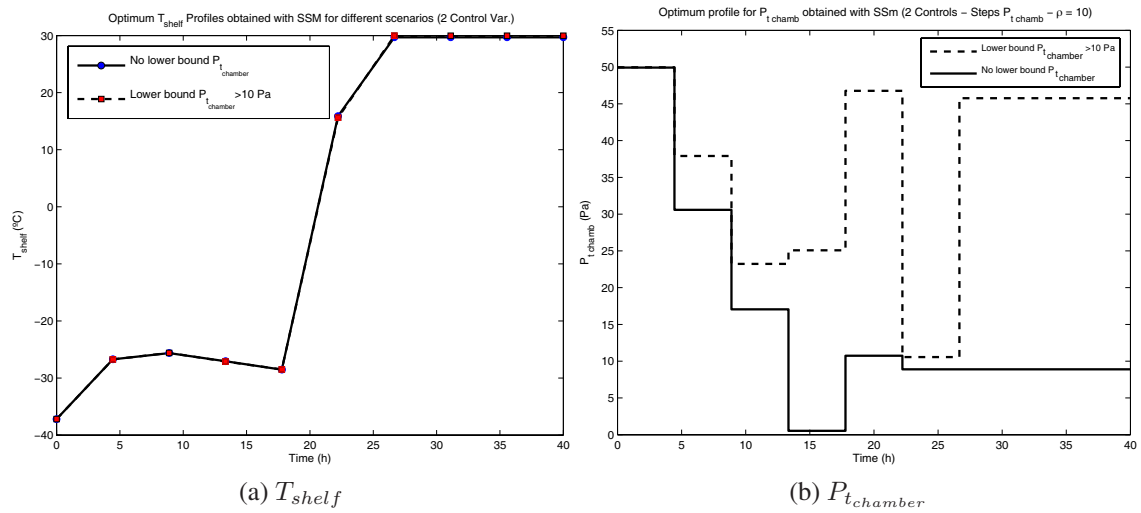 Optimum T_shelf Profiles obtained with SSM for different scenarios (2 Control Var.)
30
20
10
0
−10
−20
−30
−40
T_shelf (ºC)
No lower bound P_t_chamber
Lower bound P_t_chamber >10 Pa
0 5 10 15 20 25 30 35 40
Time (h)
(a) T_shelf
Optimum profile for P_t chamb obtained with SSm (2 Controls − Steps P_t chamb − ρ = 10)
55
50
45
40
35
30
25
20
15
10
5
0
P_t chamb (Pa)
Lower bound P_t_chamber >10 Pa
No lower bound P_t_chamber
0 5 10 15 20 25 30 35 40
Time (h)
(b) P_t_chamber